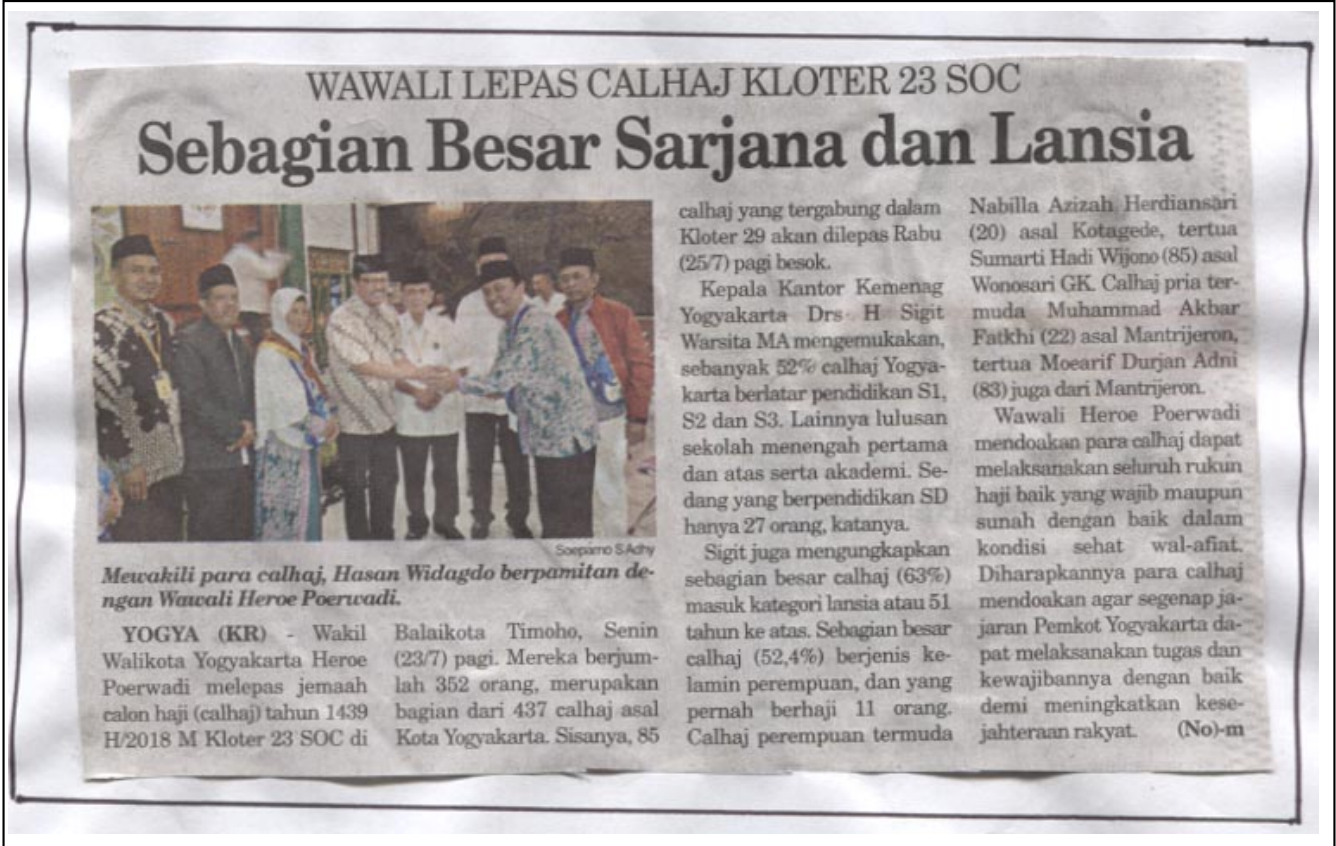 WAWALI LEPAS CALHAJ KLOTER 23 SOC
Sebagian Besar Sarjana dan Lansia
Soeparno S Adhy
Mewakili para calhaj, Hasan Widagdo berpamitan de-
ngan Wawali Heroe Poerwadi.
YOGYA (KR) - Wakil
Walikota Yogyakarta Heroe
Poerwadi melepas jemaah
calon haji (calhaj) tahun 1439
H/2018 M Kloter 23 SOC di
Balaikota Timoho, Senin
(23/7) pagi. Mereka berjum-
lah 352 orang, merupakan
bagian dari 437 calhaj asal
Kota Yogyakarta. Sisanya, 85
calhaj yang tergabung dalam
Kloter 29 akan dilepas Rabu
(25/7) pagi besok.
Kepala Kantor Kemenag
Yogyakarta Drs H Sigit
Warsita MA mengemukakan,
sebanyak 52% calhaj Yogya-
karta berlatar pendidikan S1,
S2 dan S3. Lainnya lulusan
sekolah menengah pertama
dan atas serta akademi. Se-
dang yang berpendidikan SD
hanya 27 orang, katanya.
Sigit juga mengungkapkan
sebagian besar calhaj (63%)
masuk kategori lansia atau 51
tahun ke atas. Sebagian besar
calhaj (52,4%) berjenis ke-
lamin perempuan, dan yang
pernah berhaji 11 orang.
Calhaj perempuan termuda
Nabilla Azizah Herdiansari
(20) asal Kotagede, tertua
Sumarti Hadi Wijono (85) asal
Wonosari GK. Calhaj pria ter-
muda Muhammad Akbar
Fatkhi (22) asal Mantrijeron,
tertua Moearif Durjan Adni
(83) juga dari Mantrijeron.
Wawali Heroe Poerwadi
mendoakan para calhaj dapat
melaksanakan seluruh rukun
haji baik yang wajib maupun
sunah dengan baik dalam
kondisi sehat wal-afiat.
Diharapkannya para calhaj
mendoakan agar segenap ja-
jaran Pemkot Yogyakarta da-
pat melaksanakan tugas dan
kewajibannya dengan baik
demi meningkatkan kese-
jahteraan rakyat. (No)-m